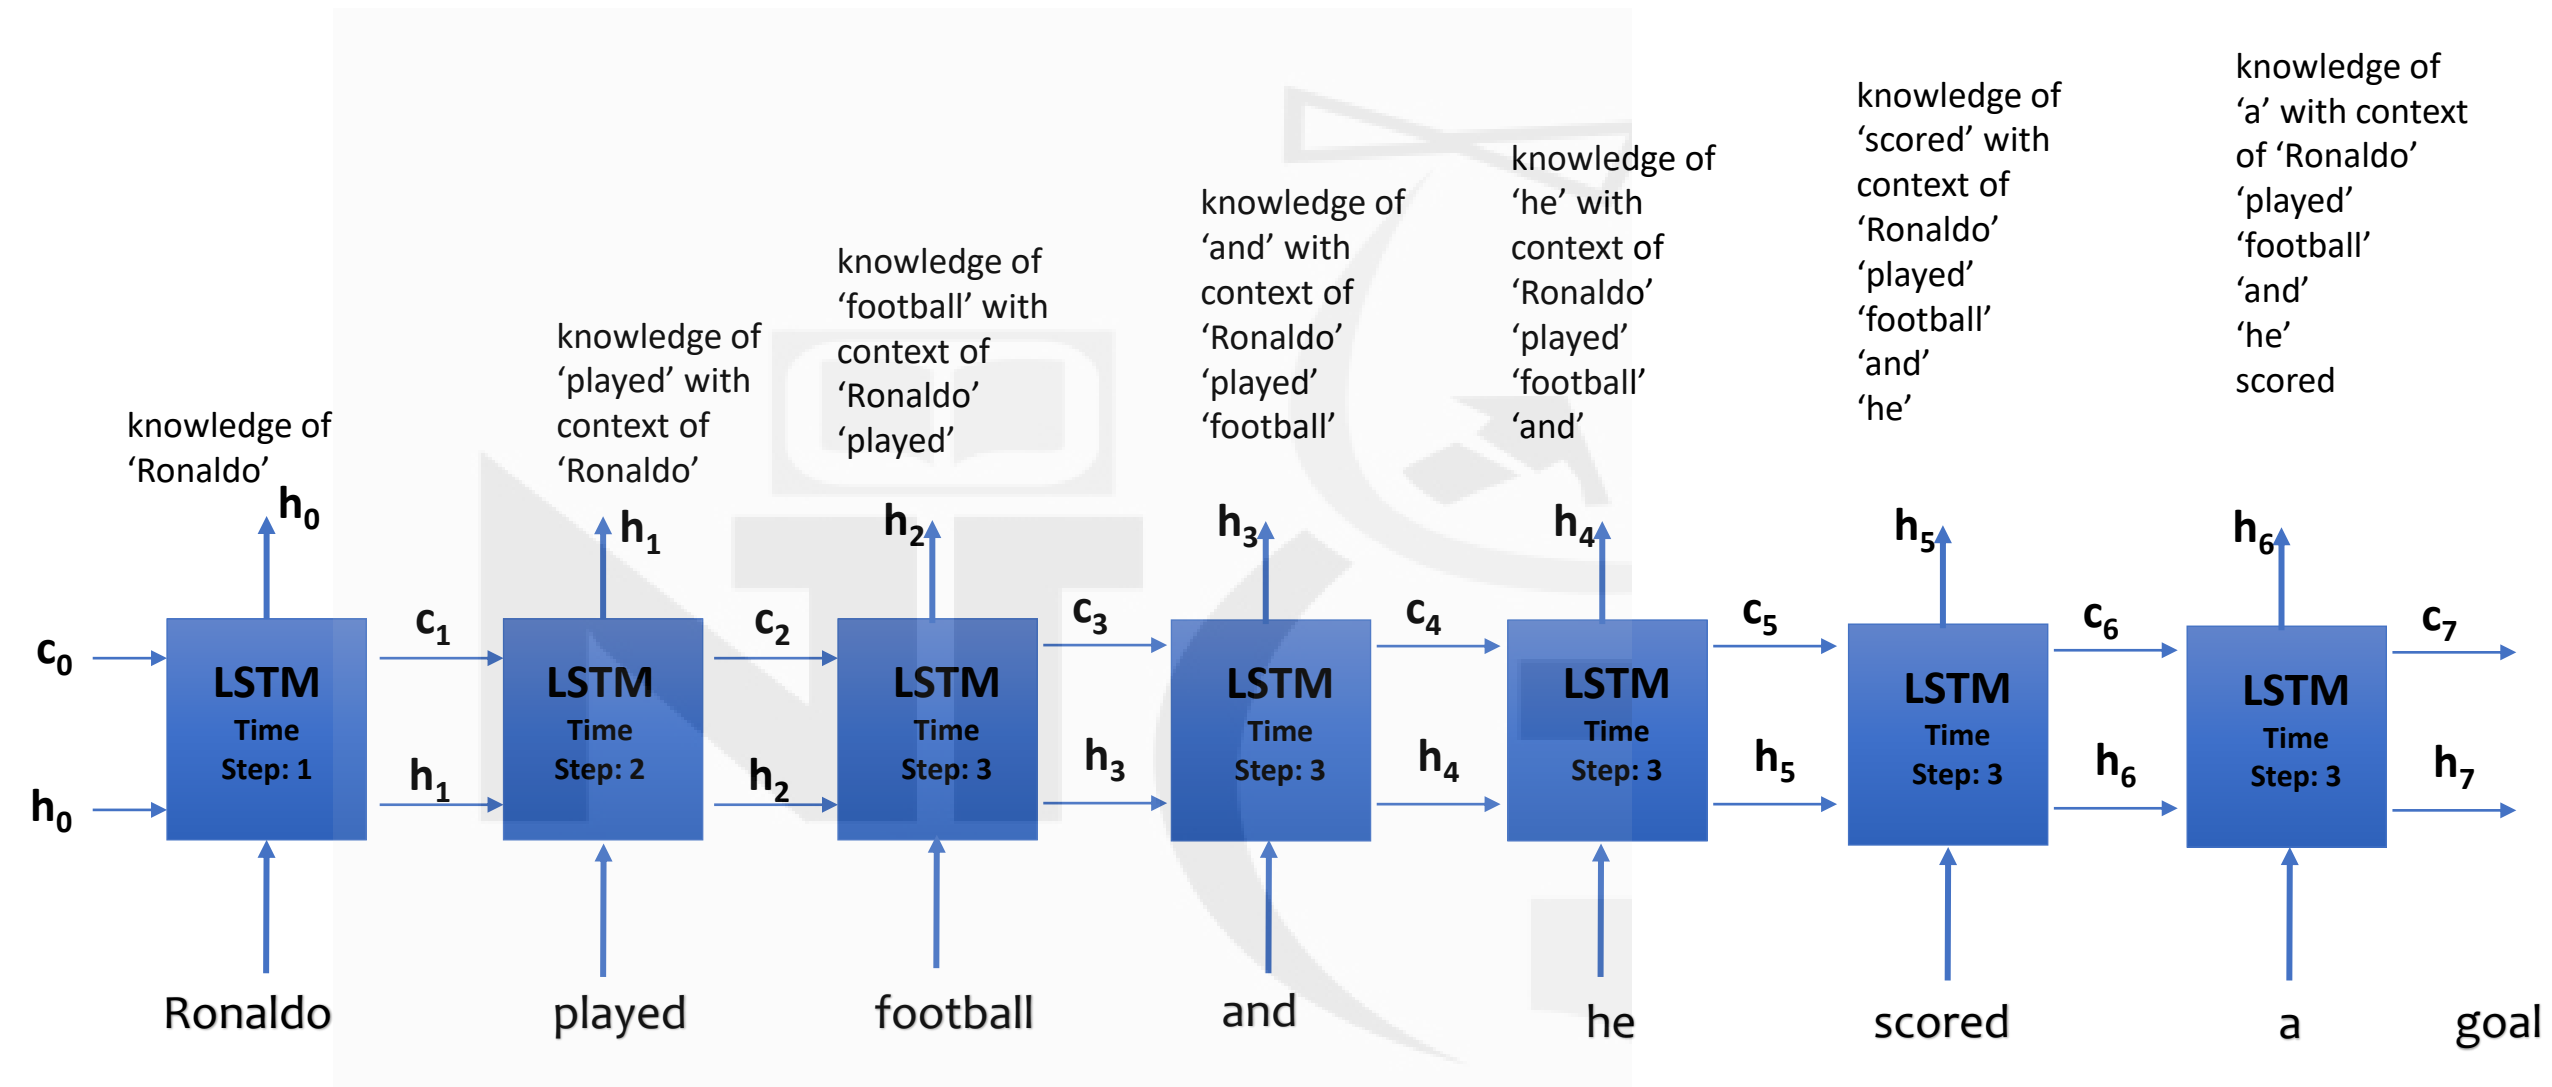 knowledge of
‘Ronaldo’
h0
knowledge of
‘played’ with
context of
‘Ronaldo’
h1
knowledge of
‘football’ with
context of
‘Ronaldo’
‘played’
h2
knowledge of
‘and’ with
context of
‘Ronaldo’
‘played’
‘football’
h3
knowledge of
‘he’ with
context of
‘Ronaldo’
‘played’
‘football’
‘and’
h4
knowledge of
‘scored’ with
context of
‘Ronaldo’
‘played’
‘football’
‘and’
‘he’
h5
knowledge of
‘a’ with context
of ‘Ronaldo’
‘played’
‘football’
‘and’
‘he’
scored
h6
c0
h0
LSTM
Time
Step: 1
c1
h1
LSTM
Time
Step: 2
c2
h2
LSTM
Time
Step: 3
c3
h3
LSTM
Time
Step: 3
c4
h4
LSTM
Time
Step: 3
c5
h5
LSTM
Time
Step: 3
c6
h6
LSTM
Time
Step: 3
c7
h7
Ronaldo played football and he scored a goal